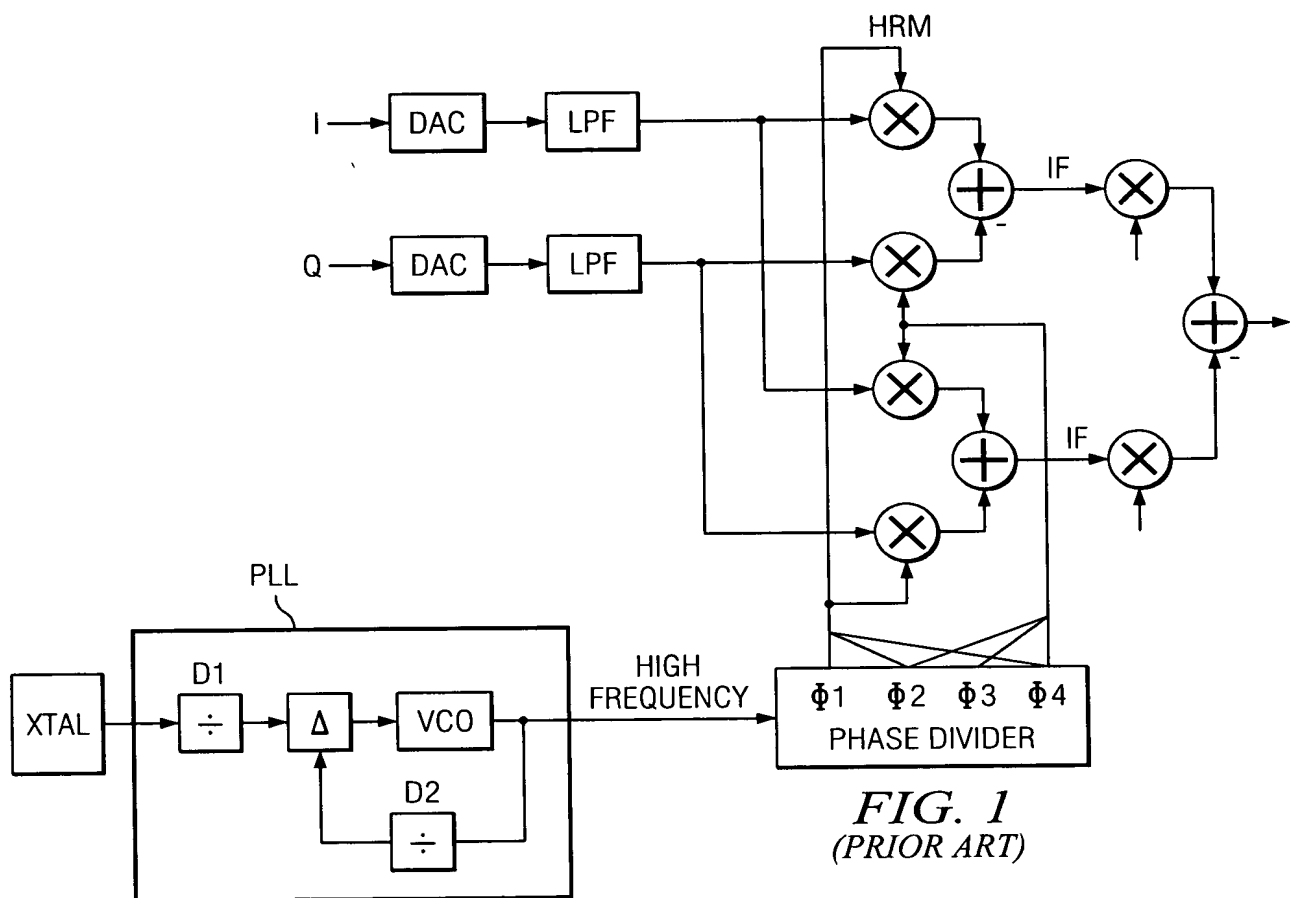 HRM
I
DAC
LPF
IF
Q
DAC
LPF
IF
PLL
D1
XTAL
÷
Δ
VCO
D2
÷
HIGH
FREQUENCY
Φ1 Φ2 Φ3 Φ4
PHASE DIVIDER
FIG. 1
(PRIOR ART)